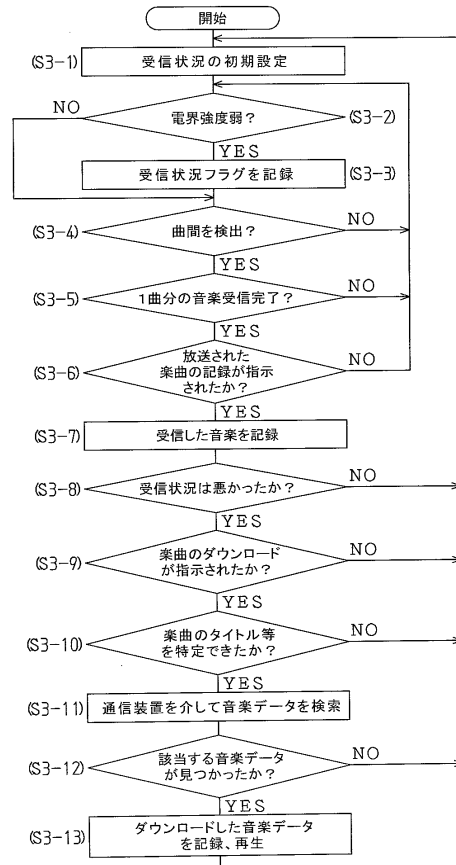 開始
(S3-1)
受信状況の初期設定
NO
電界強度弱？
(S3-2)
YES
受信状況フラグを記録
(S3-3)
(S3-4)
曲間を検出？
NO
YES
(S3-5)
1曲分の音楽受信完了？
NO
YES
(S3-6)
放送された
楽曲の記録が指示
されたか？
NO
YES
(S3-7)
受信した音楽を記録
(S3-8)
受信状況は悪かったか？
NO
YES
(S3-9)
楽曲のダウンロード
が指示されたか？
NO
YES
(S3-10)
楽曲のタイトル等
を特定できたか？
NO
YES
(S3-11)
通信装置を介して音楽データを検索
(S3-12)
該当する音楽データ
が見つかったか？
NO
YES
(S3-13)
ダウンロードした音楽データ
を記録、再生